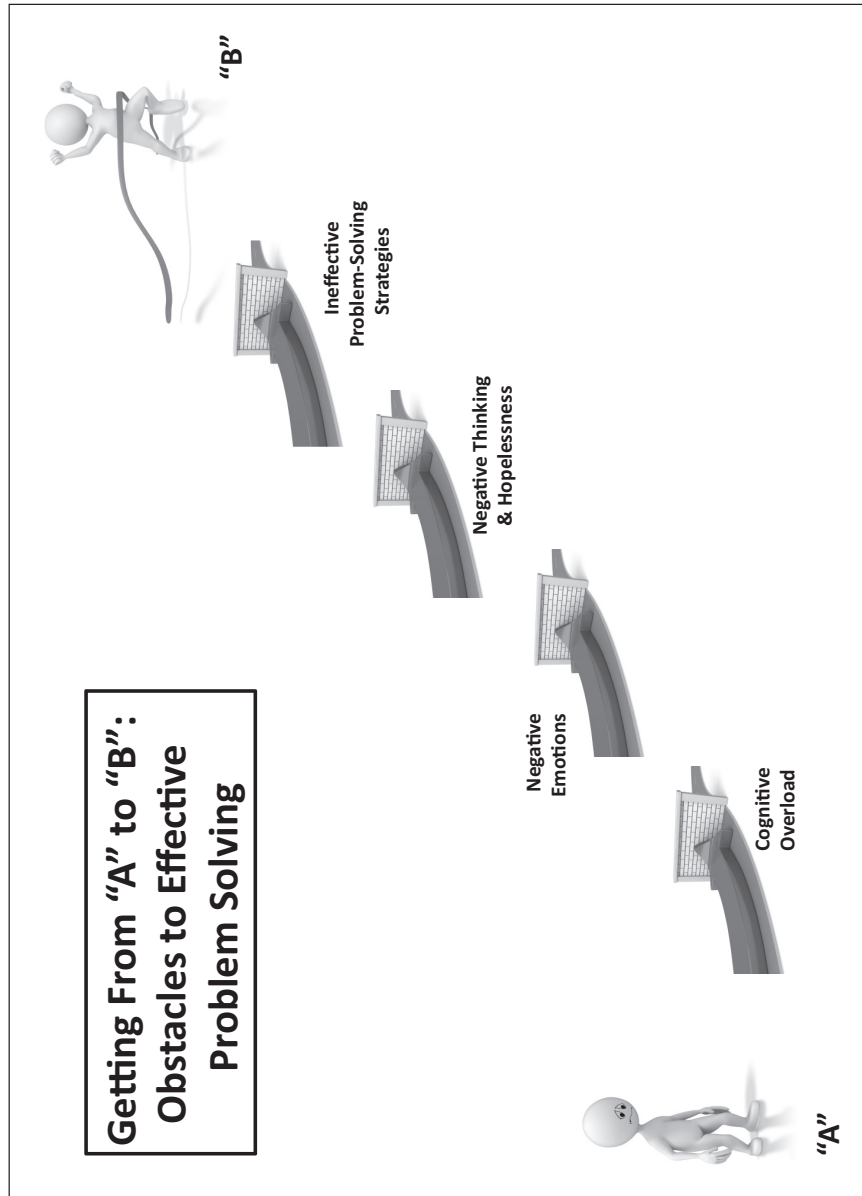 Getting From “A” to “B”:
Obstacles to Effective
Problem Solving
“B”
Ineffective
Problem-Solving
Strategies
Negative Thinking
& Hopelessness
Negative
Emotions
Cognitive
Overload
“A”